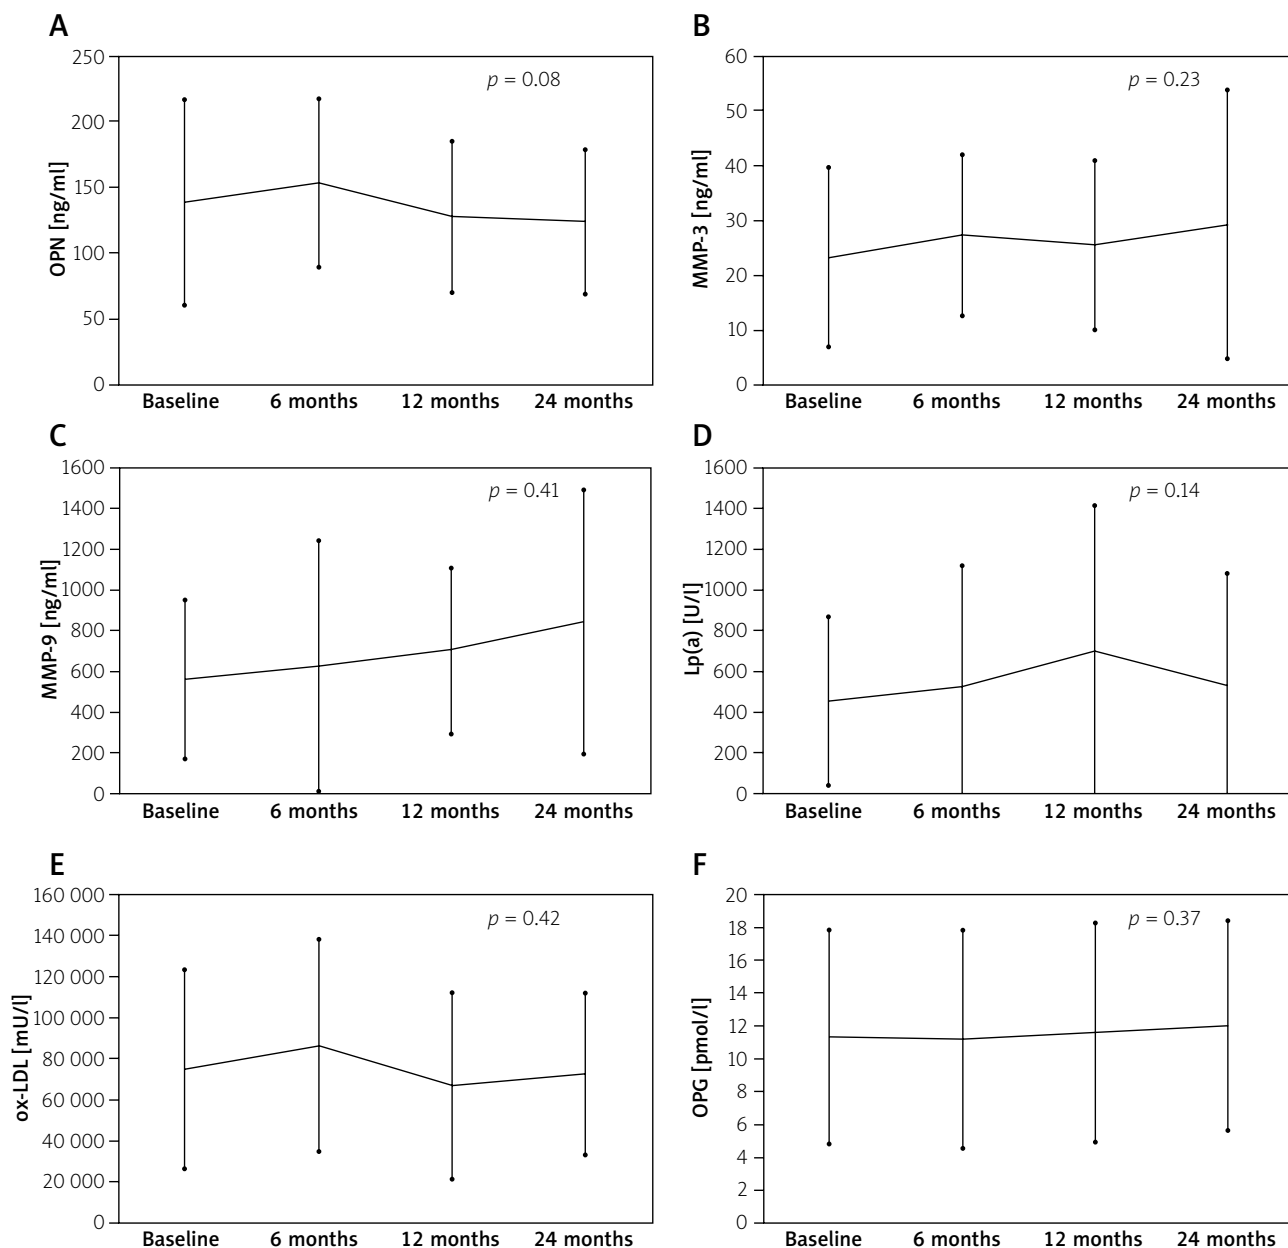 A
OPN [ng/ml]
250
200
150
100
50
0
p = 0.08
Baseline 6 months 12 months 24 months
B
MMP-3 [ng/ml]
60
50
40
30
20
10
0
p = 0.23
Baseline 6 months 12 months 24 months
C
MMP-9 [ng/ml]
1600
1400
1200
1000
800
600
400
200
0
p = 0.41
Baseline 6 months 12 months 24 months
D
Lp(a) [U/l]
1600
1400
1200
1000
800
600
400
200
0
p = 0.14
Baseline 6 months 12 months 24 months
E
ox-LDL [mU/l]
160 000
140 000
120 000
100 000
80 000
60 000
40 000
20 000
0
p = 0.42
Baseline 6 months 12 months 24 months
F
OPG [pmol/l]
20
18
16
14
12
10
8
6
4
2
0
p = 0.37
Baseline 6 months 12 months 24 months